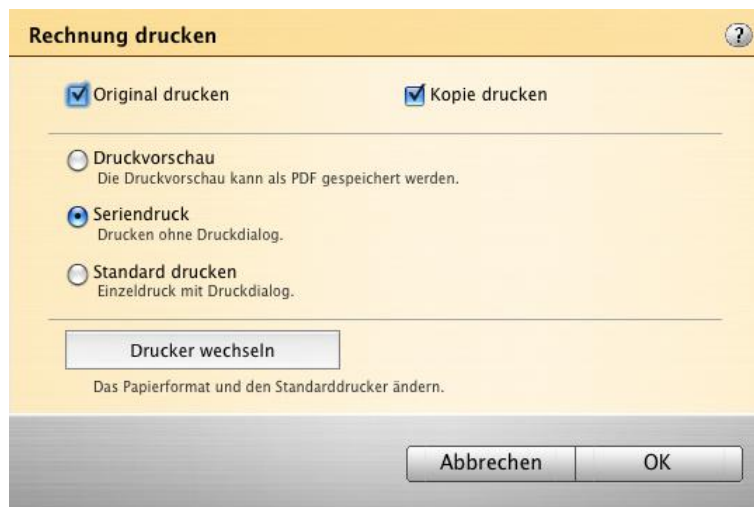 Rechnung drucken ?
Original drucken Kopie drucken
Druckvorschau
Die Druckvorschau kann als PDF gespeichert werden.
Seriendruck
Drucken ohne Druckdialog.
Standard drucken
Einzeldruck mit Druckdialog.
Drucker wechseln
Das Papierformat und den Standarddrucker ändern.
Abbrechen OK